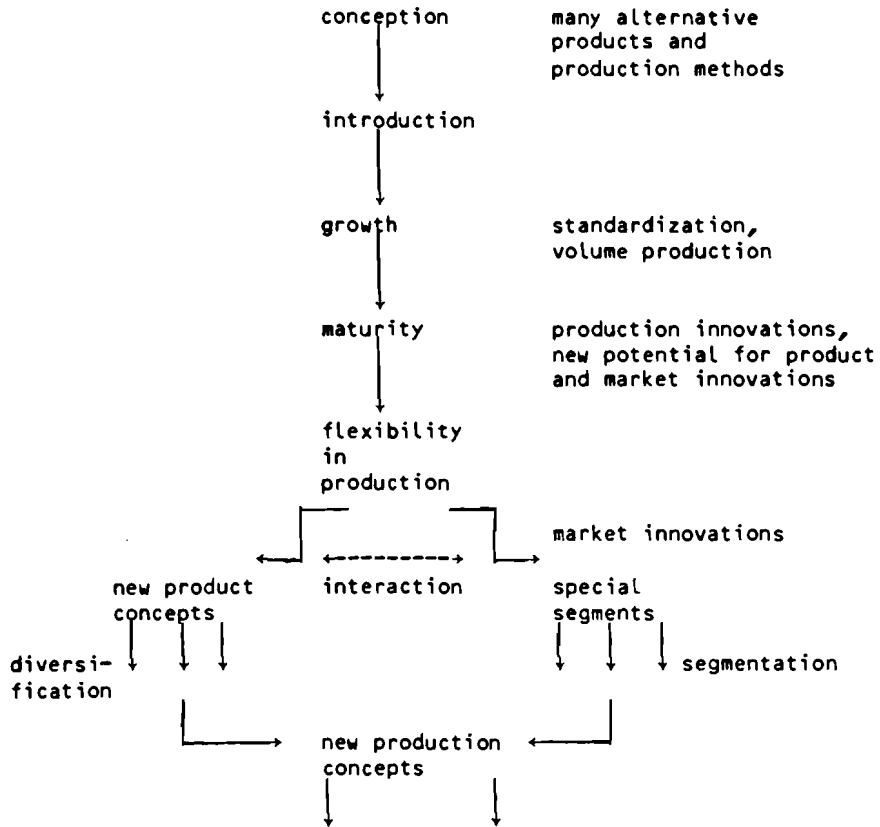 conception
many alternative
products and
production methods
introduction
growth
standardization,
volume production
maturity
production innovations,
new potential for product
and market innovations
flexibility
in
production
market innovations
new product
concepts
interaction
special
segments
diversi-
fication
segmentation
new production
concepts